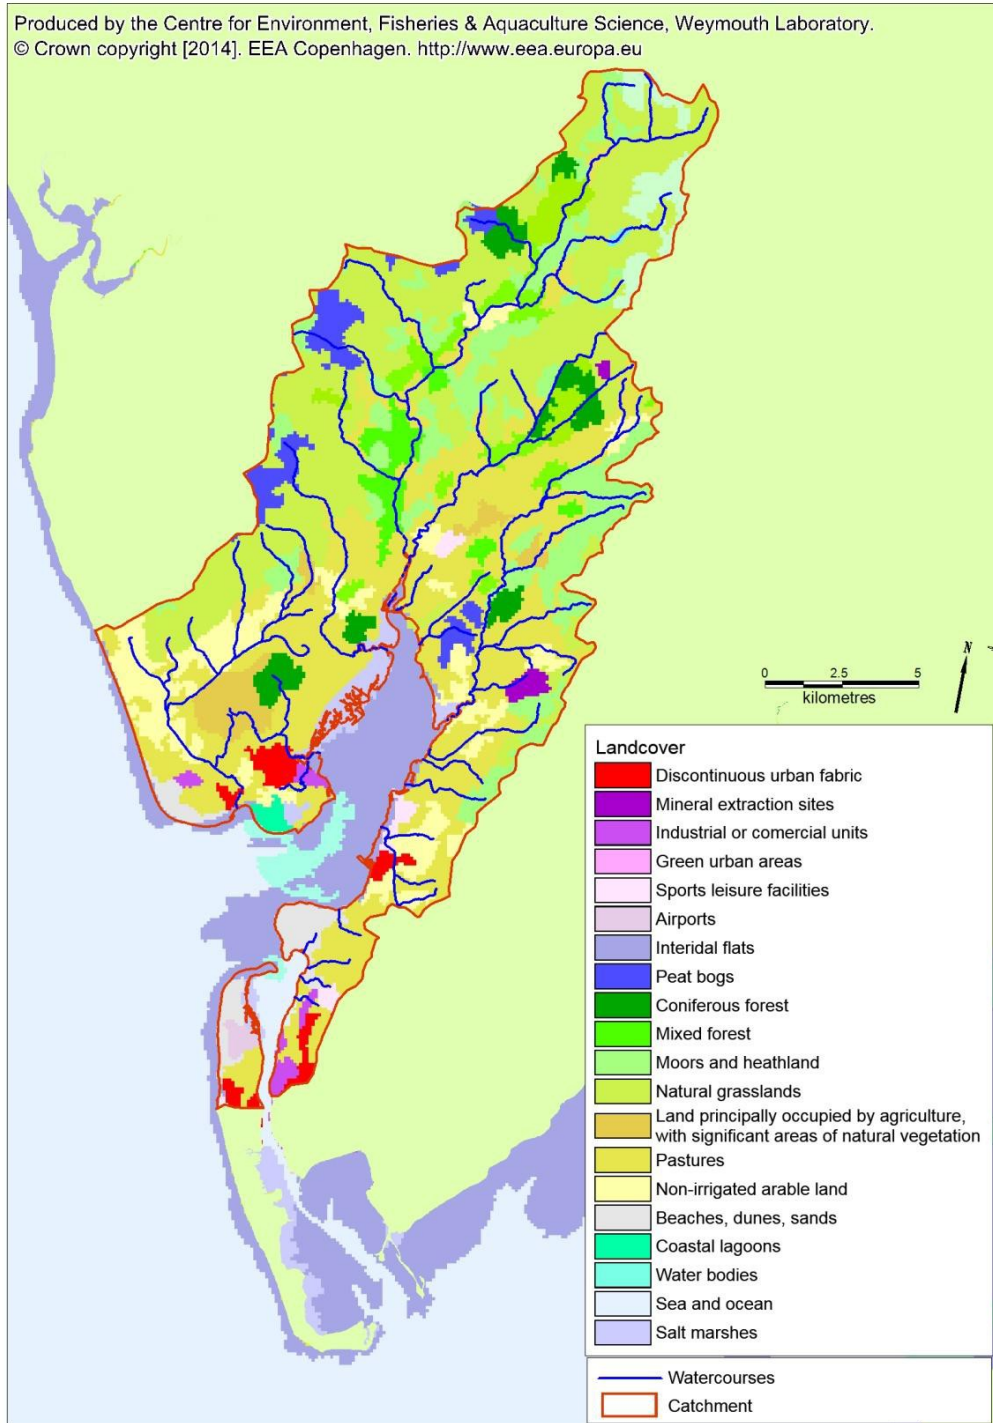 Produced by the Centre for Environment, Fisheries & Aquaculture Science, Weymouth Laboratory.
© Crown copyright [2014]. EEA Copenhagen. http://www.eea.europa.eu
N
0 2.5 5
kilometres
Landcover
Discontinuous urban fabric
Mineral extraction sites
Industrial or comercial units
Green urban areas
Sports leisure facilities
Airports
Interidal flats
Peat bogs
Coniferous forest
Mixed forest
Moors and heathland
Natural grasslands
Land principally occupied by agriculture,
with significant areas of natural vegetation
Pastures
Non-irrigated arable land
Beaches, dunes, sands
Coastal lagoons
Water bodies
Sea and ocean
Salt marshes
Watercourses
Catchment